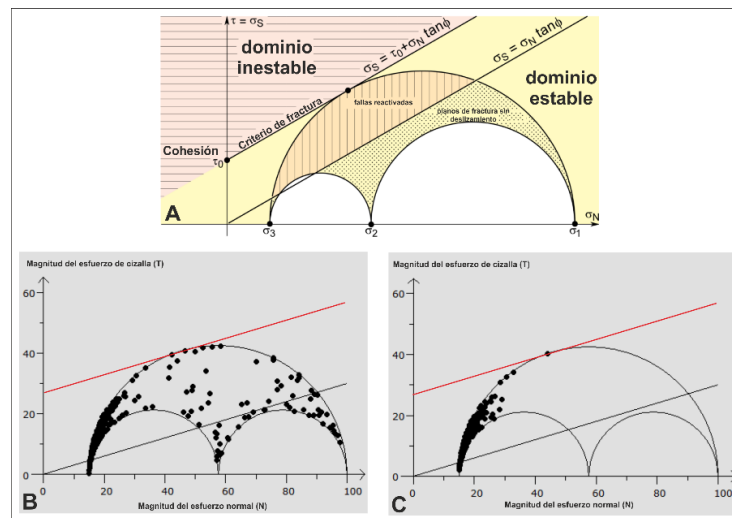 τ = σS
dominio
inestable
σS = τ0+σN tanϕ
σS = σN tanϕ
dominio
estable
Criterio de fractura
fallas reactivadas
planos de fractura sin
deslizamiento
Cohesión
τ0
A
σ3
σ2
σ1
σN
Magnitud del esfuerzo de cizalla (T)
60
40
20
0
0
20
40
60
80
100
B
Magnitud del esfuerzo normal (N)
Magnitud del esfuerzo de cizalla (T)
60
40
20
0
0
20
40
60
80
100
C
Magnitud del esfuerzo normal (N)